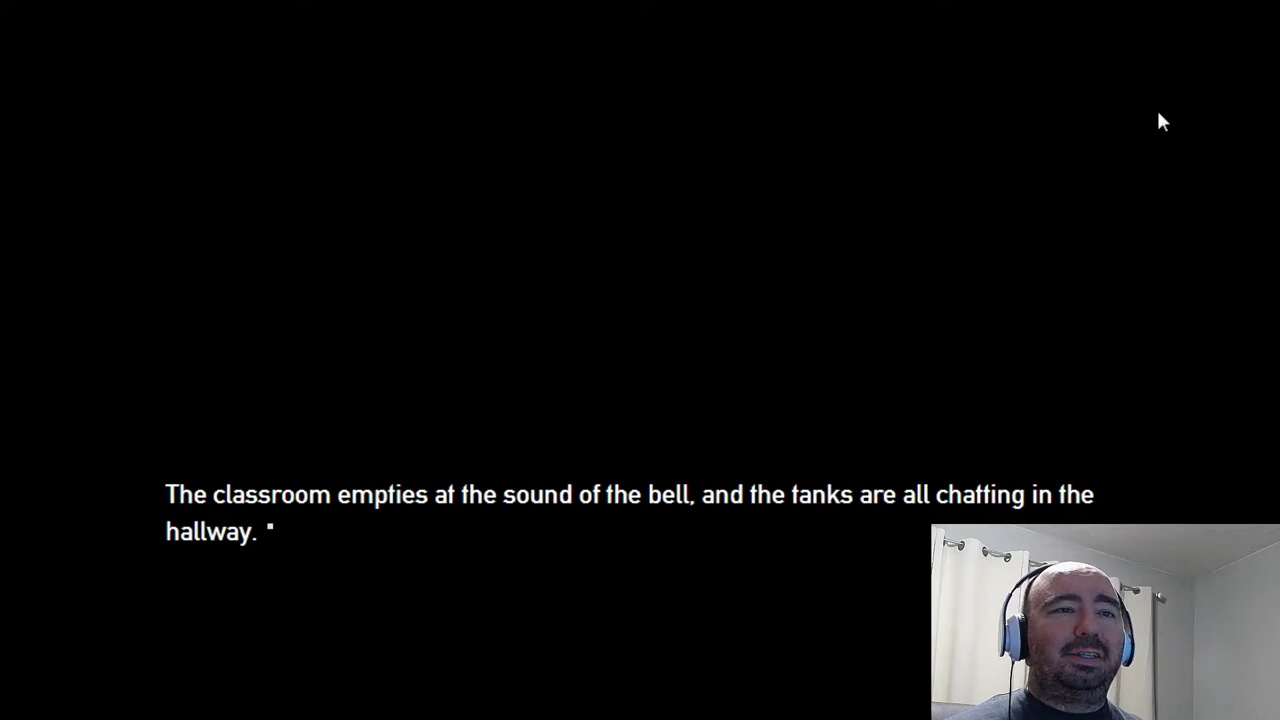 The classroom empties at the sound of the bell, and the tanks are all chatting in the
hallway.